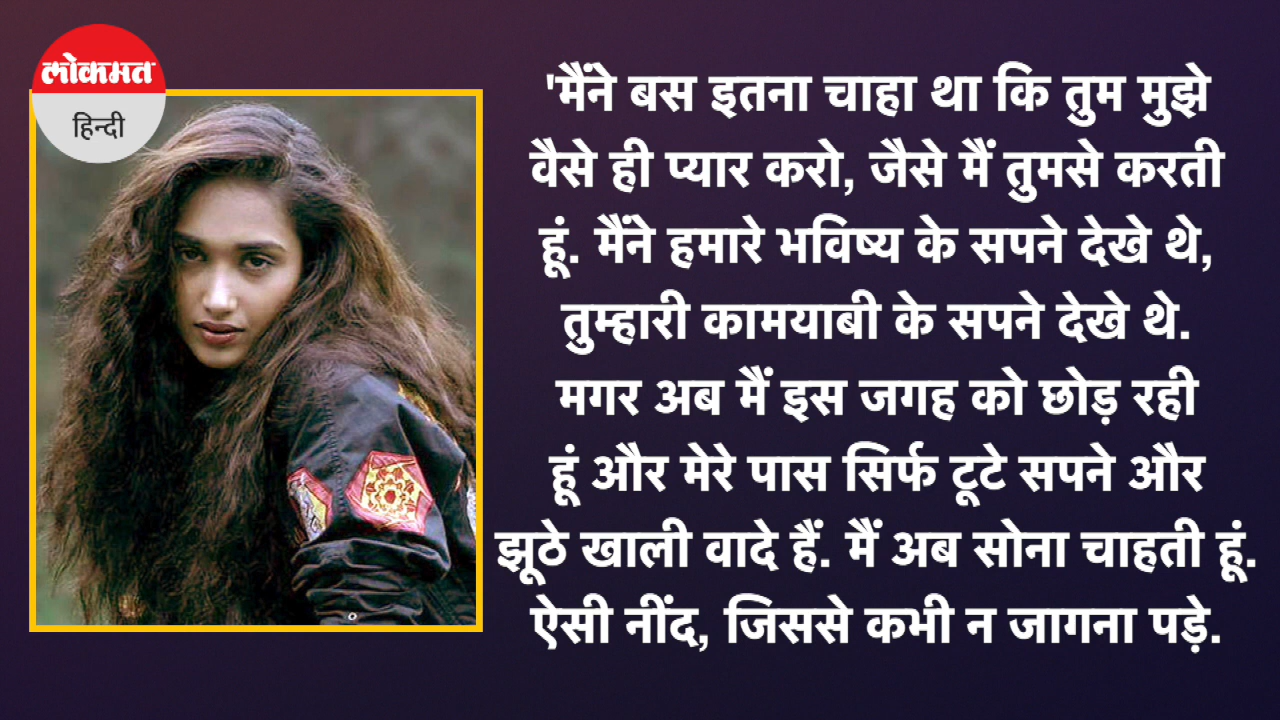 लोकमत
हिन्दी
'मैंने बस इतना चाहा था कि तुम मुझे
वैसे ही प्यार करो, जैसे मैं तुमसे करती
हूं. मैंने हमारे भविष्य के सपने देखे थे,
तुम्हारी कामयाबी के सपने देखे थे.
मगर अब मैं इस जगह को छोड़ रही
हूं और मेरे पास सिर्फ टूटे सपने और
झूठे खाली वादे हैं. मैं अब सोना चाहती हूं.
ऐसी नींद, जिससे कभी न जागना पड़े.